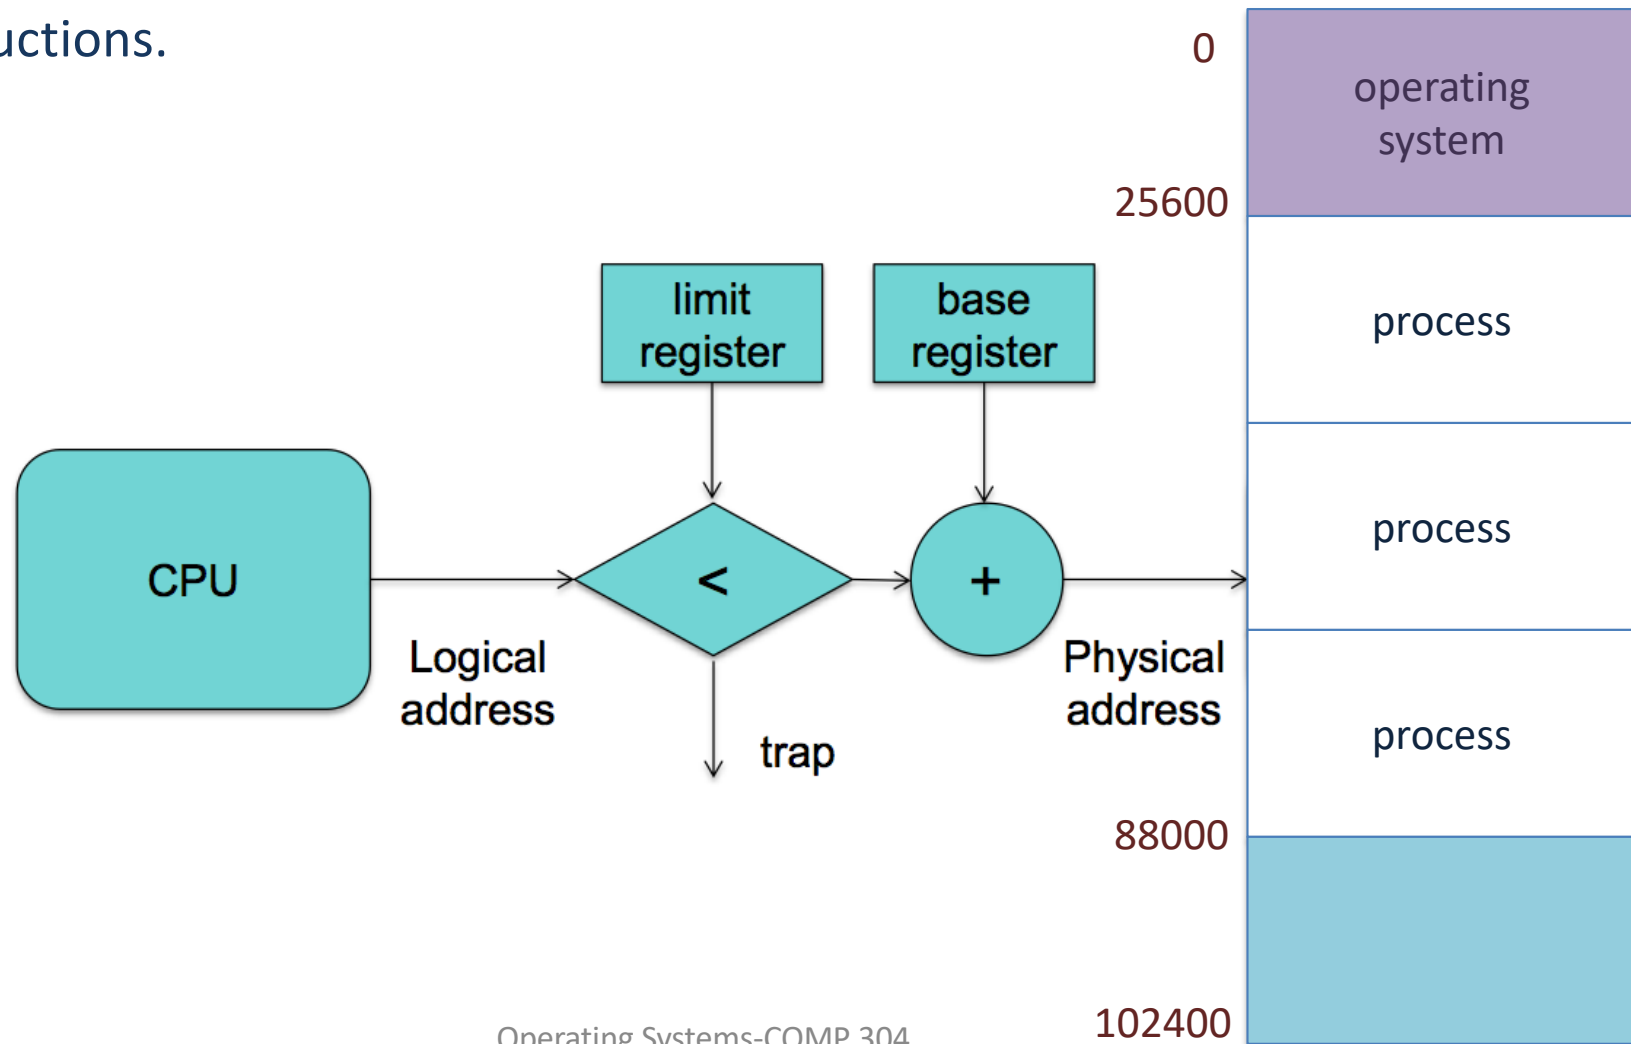 uctions.
0
operating
system
25600
limit
register
base
register
process
process
CPU
<
+
Logical
address
Physical
address
trap
process
88000
102400
Operating Systems-COMP 304